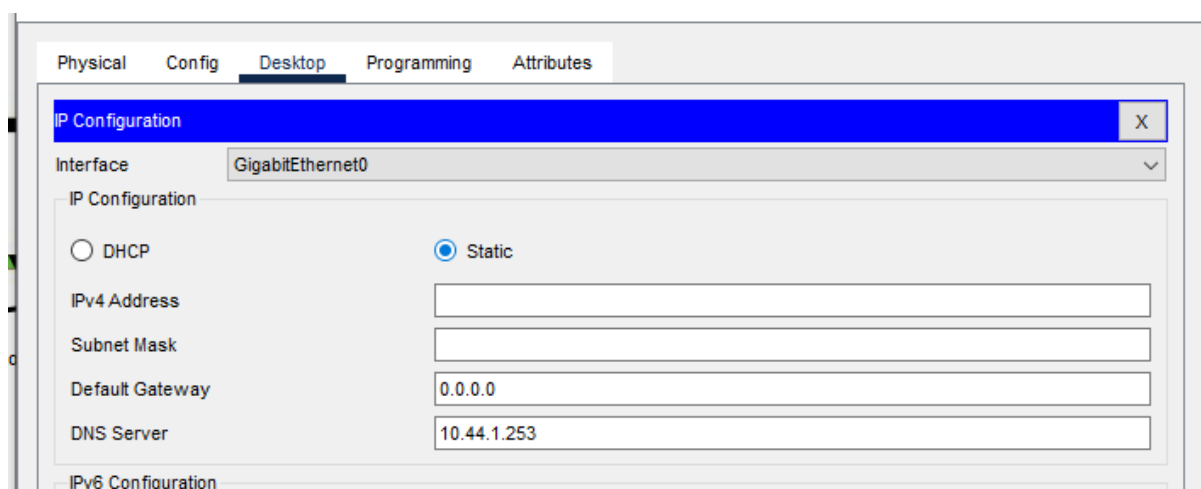 Physical Config Desktop Programming Attributes
IP Configuration X
Interface GigabitEthernet0
IP Configuration
DHCP Static
IPv4 Address
Subnet Mask
Default Gateway 0.0.0.0
DNS Server 10.44.1.253
IPv6 Configuration